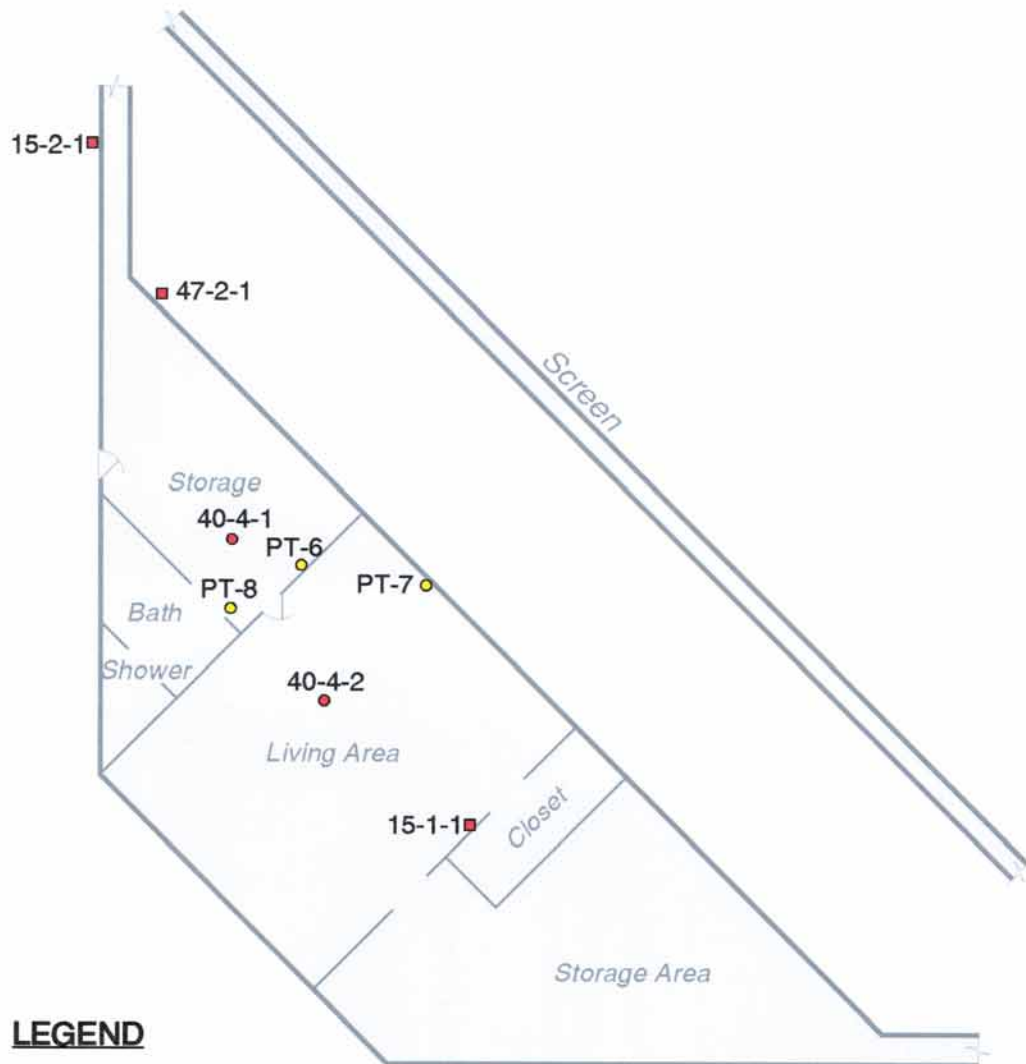 15-2-1
47-2-1
Screen
Storage
40-4-1
PT-6
PT-7
PT-8
Bath
Shower
40-4-2
Living Area
15-1-1
Closet
Storage Area
LEGEND